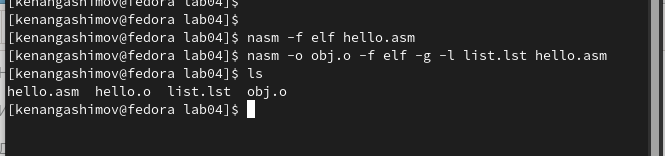 [kenangashimov@fedora lab04]$
[kenangashimov@fedora lab04]$
[kenangashimov@fedora lab04]$ nasm -f elf hello.asm
[kenangashimov@fedora lab04]$ nasm -o obj.o -f elf -g -l list.lst hello.asm
[kenangashimov@fedora lab04]$ ls
hello.asm  hello.o  list.lst  obj.o
[kenangashimov@fedora lab04]$